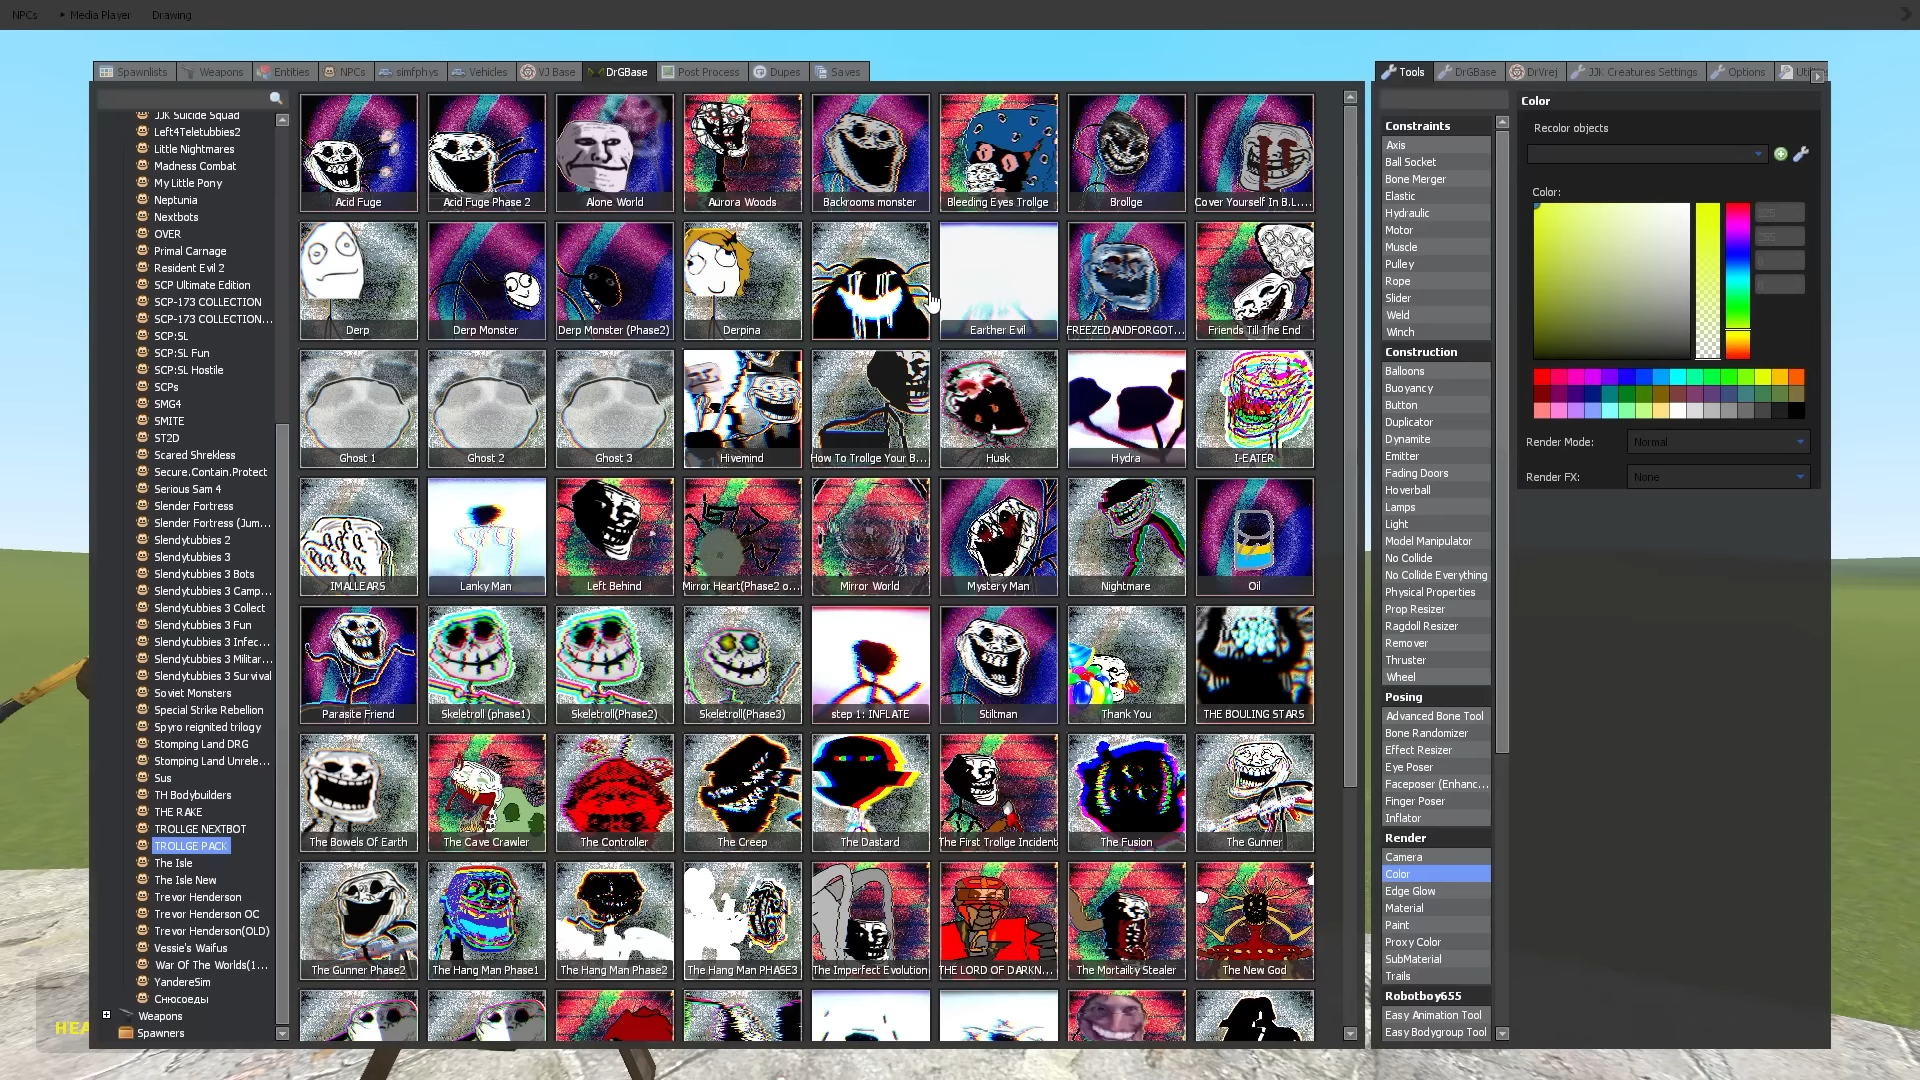 NPCs
Media Player
Drawing
Spawnlists
Weapons
Entities
NPCs
simfphys
Vehicles
VJ Base
DrGBase
Post Process
Dupes
Saves
JJK Suicide Squad
Left4Teletubbies2
Little Nightmares
Madness Combat
My Little Pony
Neptunia
Nextbots
OVER
Primal Carnage
Resident Evil 2
SCP Ultimate Edition
SCP-173 COLLECTION
SCP-173 COLLECTION...
SCP:SL
SCP:SL Fun
SCP:SL Hostile
SCPs
SMG4
SMITE
ST2D
Scared Shrekless
Secure.Contain.Protect
Serious Sam 4
Slender Fortress
Slender Fortress (Jum...
Slendytubbies 2
Slendytubbies 3
Slendytubbies 3 Bots
Slendytubbies 3 Camp...
Slendytubbies 3 Collect
Slendytubbies 3 Fun
Slendytubbies 3 Infec...
Slendytubbies 3 Militar...
Slendytubbies 3 Survival
Soviet Monsters
Special Strike Rebellion
Spyro reignited trilogy
Stomping Land DRG
Stomping Land Unrele...
Sus
TH Bodybuilders
THE RAKE
TROLLGE NEXTBOT
TROLLGE PACK
The Isle
The Isle New
Trevor Henderson
Trevor Henderson OC
Trevor Henderson(OLD)
Vessie's Waifus
War Of The Worlds(1...
YandereSim
Снюсоеды
Weapons
Spawners
HEA
Acid Fuge
Acid Fuge Phase 2
Alone World
Aurora Woods
Backrooms monster
Bleeding Eyes Trollge
Brollge
Cover Yourself In B.L....
Derp
Derp Monster
Derp Monster (Phase2)
Derpina
Earther Evil
FREEZEDANDFORGOT...
Friends Till The End
Ghost 1
Ghost 2
Ghost 3
Hivemind
How To Trollge Your B...
Husk
Hydra
I-EATER
IMALLEARS
Lanky Man
Left Behind
Mirror Heart(Phase2 o...
Mirror World
Mystery Man
Nightmare
Oil
Parasite Friend
Skeletroll (phase1)
Skeletroll(Phase2)
Skeletroll(Phase3)
step 1: INFLATE
Stiltman
Thank You
THE BOULING STARS
The Bowels Of Earth
The Cave Crawler
The Controller
The Creep
The Dastard
The First Trollge Incident
The Fusion
The Gunner
The Gunner Phase2
The Hang Man Phase1
The Hang Man Phase2
The Hang Man PHASE3
The Imperfect Evolution
THE LORD OF DARKN...
The Mortailty Stealer
The New God
Tools
DrGBase
DrVrej
JJK Creatures Settings
Options
Constraints
Axis
Ball Socket
Bone Merger
Elastic
Hydraulic
Motor
Muscle
Pulley
Rope
Slider
Weld
Winch
Construction
Balloons
Buoyancy
Button
Duplicator
Dynamite
Emitter
Fading Doors
Hoverball
Lamps
Light
Model Manipulator
No Collide
No Collide Everything
Physical Properties
Prop Resizer
Ragdoll Resizer
Remover
Thruster
Wheel
Posing
Advanced Bone Tool
Bone Randomizer
Effect Resizer
Eye Poser
Faceposer (Enhanc...
Finger Poser
Inflator
Render
Camera
Color
Edge Glow
Material
Paint
Proxy Color
SubMaterial
Trails
Robotboy655
Easy Animation Tool
Easy Bodygroup Tool
Color
Recolor objects
Color:
Render Mode:
Normal
Render FX:
None